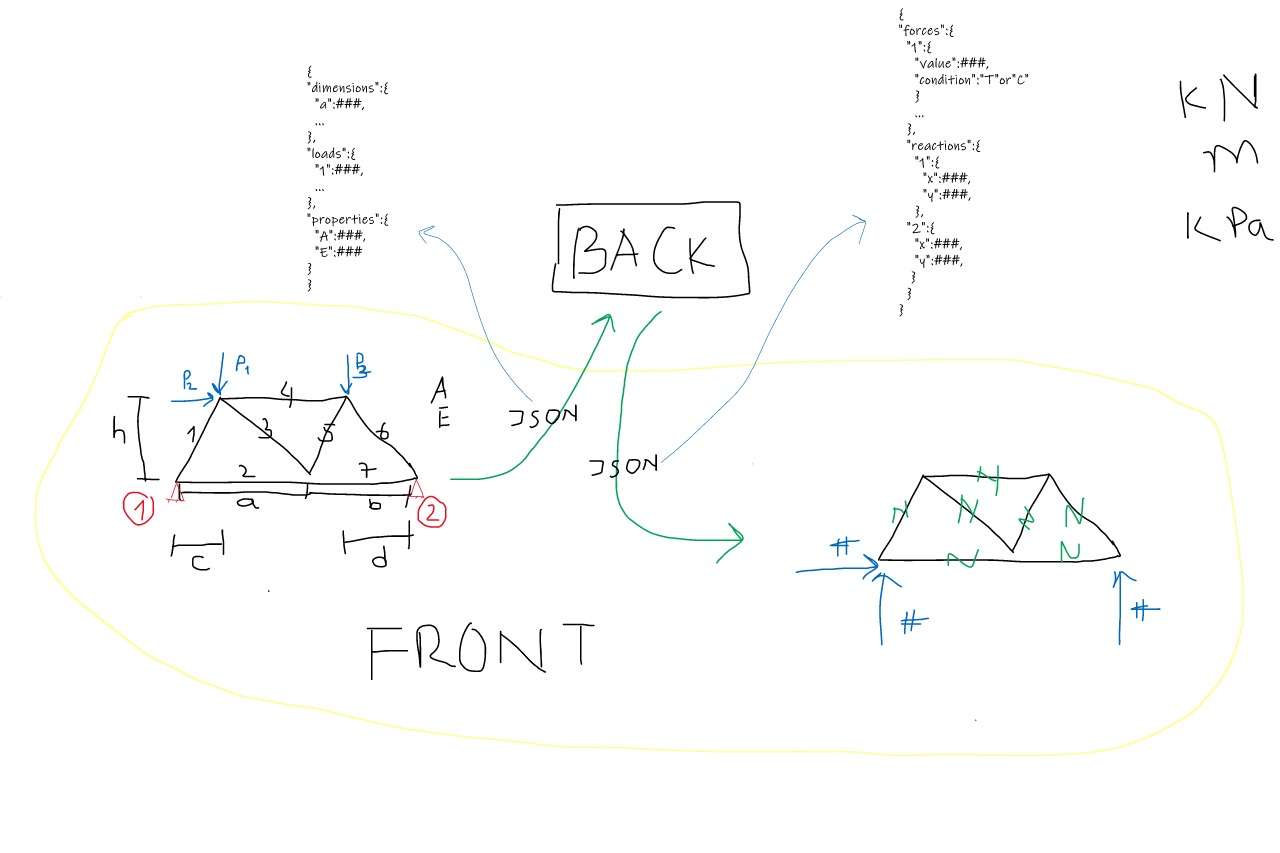 {
"dimensions":{
"a":###,
...
},
"loads":{
"1":###,
...
},
"properties":{
"A":###,
"E":###
}
}
{
"forces":{
"1":{
"value":###,
"condition":"T"or"C"
}
...
},
"reactions":{
"1":{
"x":###,
"y":###,
},
"2":{
"x":###,
"y":###,
}
}
}
KN
m
KPa
BACK
P2
P1
4
A
E
h
1
3
5
6
2
7
1
a
b
2
c
d
JSON
JSON
N
N
N
N
N
N
N
#
#
#
FRONT